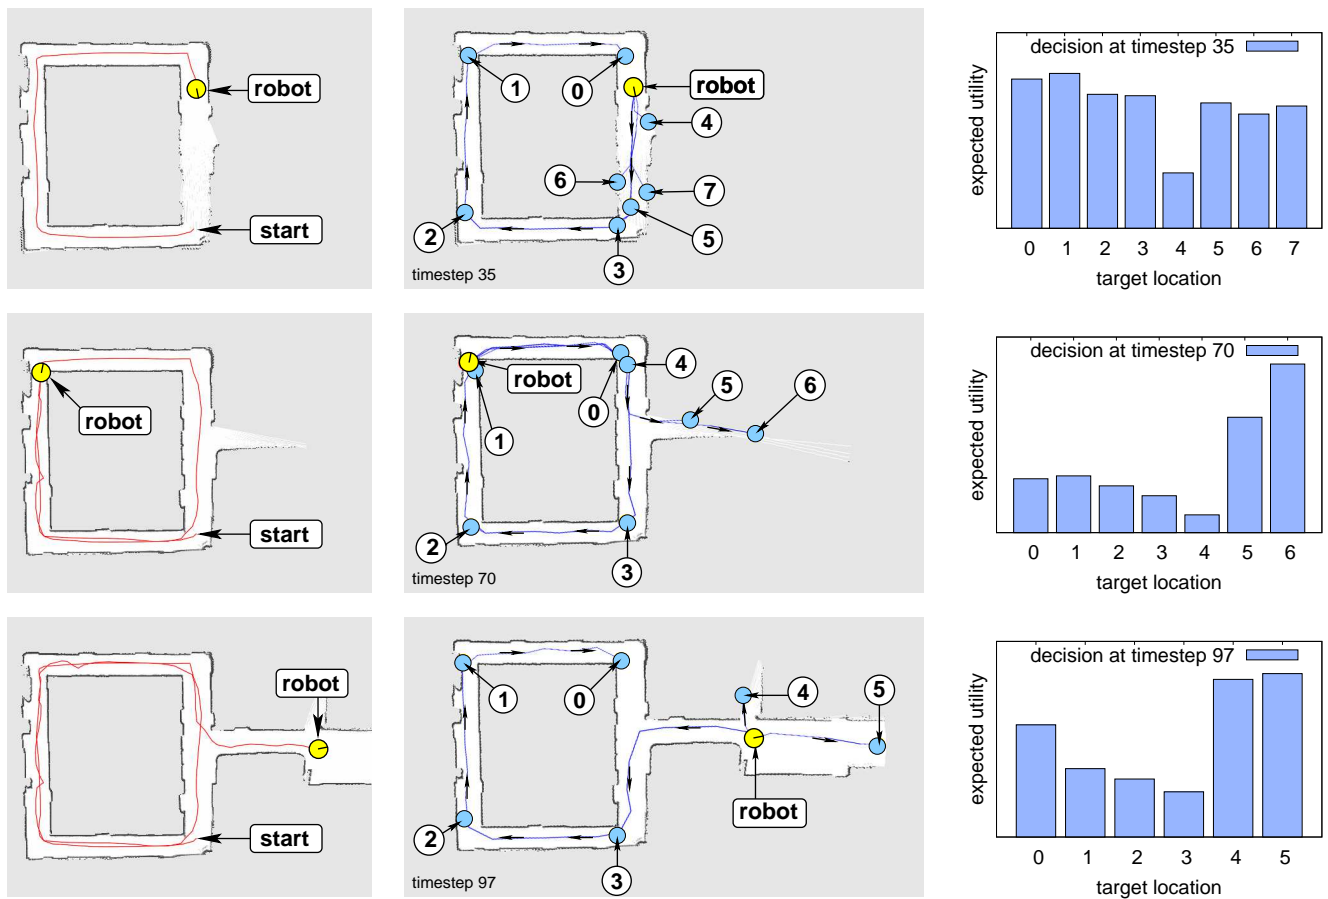 robot
start
1
0
robot
4
6
7
2
5
3
timestep 35
decision at timestep 35
expected utility
0 1 2 3 4 5 6 7
target location
robot
start
robot
4
5
6
0
1
2
3
timestep 70
decision at timestep 70
expected utility
0 1 2 3 4 5 6
target location
robot
start
1
0
4
5
robot
2
3
timestep 97
decision at timestep 97
expected utility
0 1 2 3 4 5
target location